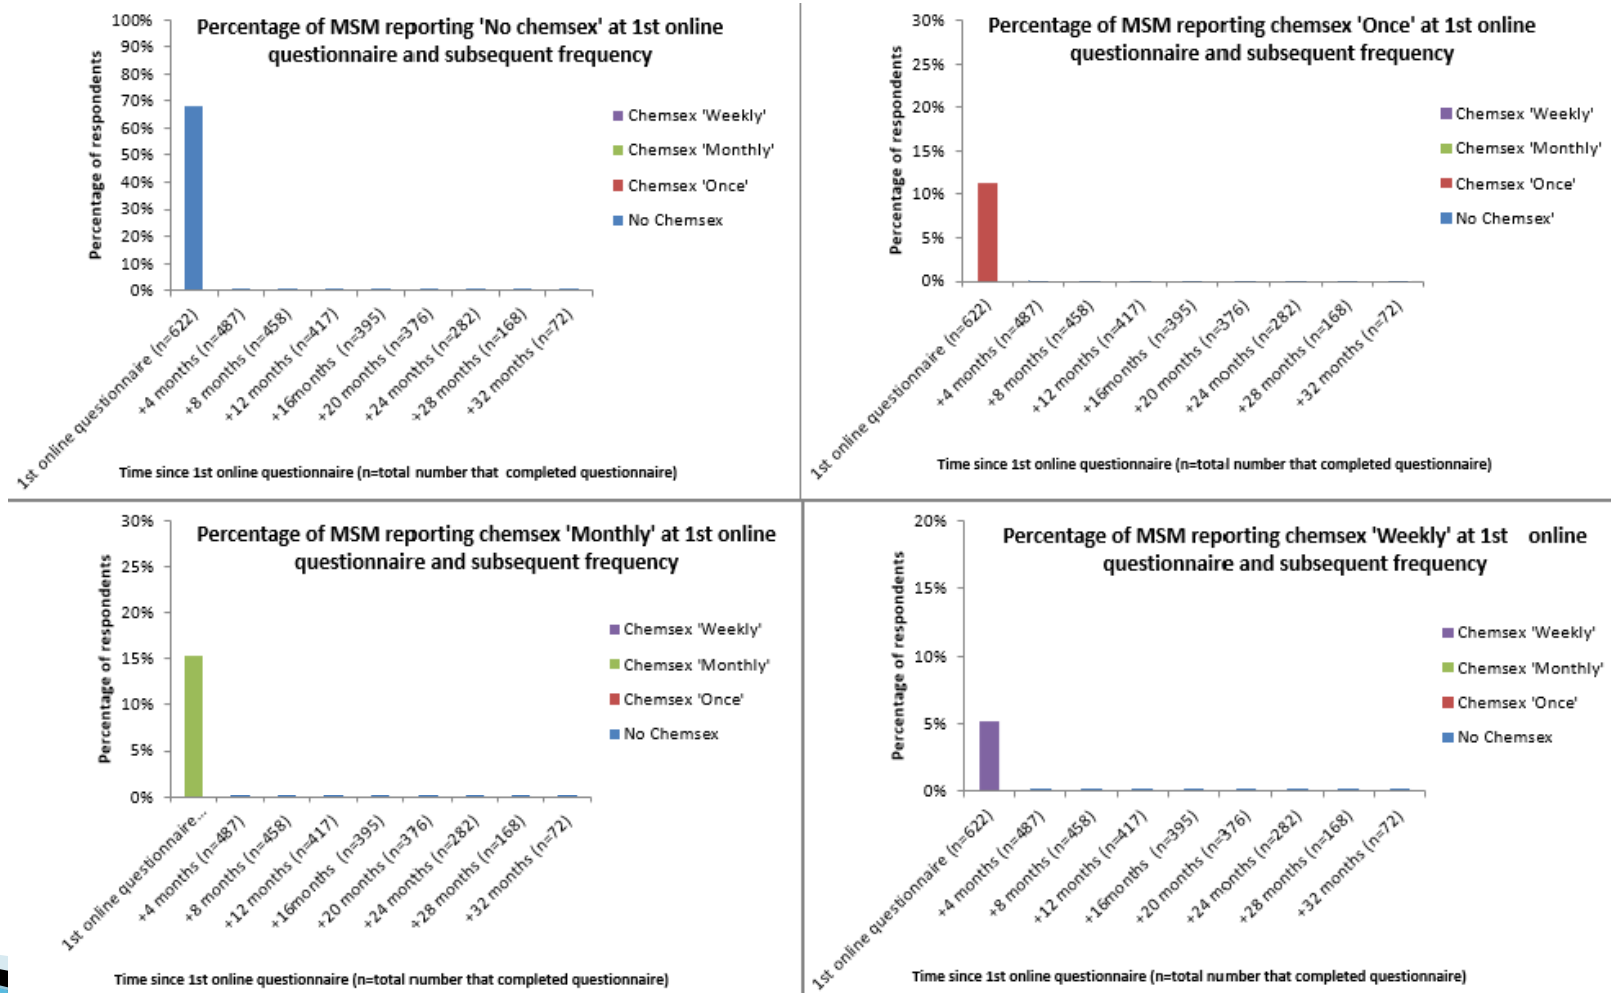 Percentage of MSM reporting 'No chemsex' at 1st online
questionnaire and subsequent frequency
Percentage of respondents
100%
90%
80%
70%
60%
50%
40%
30%
20%
10%
0%
Chemsex 'Weekly'
Chemsex 'Monthly'
Chemsex 'Once'
No Chemsex
1st online questionnaire (n=622)
+4 months (n=487)
+8 months (n=458)
+12 months (n=417)
+16months (n=395)
+20 months (n=376)
+24 months (n=282)
+28 months (n=168)
+32 months (n=72)
Time since 1st online questionnaire (n=total number that completed questionnaire)
Percentage of MSM reporting chemsex 'Once' at 1st online
questionnaire and subsequent frequency
Percentage of respondents
30%
25%
20%
15%
10%
5%
0%
Chemsex 'Weekly'
Chemsex 'Monthly'
Chemsex 'Once'
No Chemsex'
1st online questionnaire (n=622)
+4 months (n=487)
+8 months (n=458)
+12 months (n=417)
+16months (n=395)
+20 months (n=376)
+24 months (n=282)
+28 months (n=168)
+32 months (n=72)
Time since 1st online questionnaire (n=total number that completed questionnaire)
Percentage of MSM reporting chemsex 'Monthly' at 1st online
questionnaire and subsequent frequency
Percentage of respondents
30%
25%
20%
15%
10%
5%
0%
Chemsex 'Weekly'
Chemsex 'Monthly'
Chemsex 'Once'
No Chemsex
1st online questionnaire...
+4 months (n=487)
+8 months (n=458)
+12 months (n=417)
+16months (n=395)
+20 months (n=376)
+24 months (n=282)
+28 months (n=168)
+32 months (n=72)
Time since 1st online questionnaire (n=total number that completed questionnaire)
Percentage of MSM reporting chemsex 'Weekly' at 1st online
questionnaire and subsequent frequency
Percentage of respondents
20%
15%
10%
5%
0%
Chemsex 'Weekly'
Chemsex 'Monthly'
Chemsex 'Once'
No Chemsex
1st online questionnaire (n=622)
+4 months (n=487)
+8 months (n=458)
+12 months (n=417)
+16months (n=395)
+20 months (n=376)
+24 months (n=282)
+28 months (n=168)
+32 months (n=72)
Time since 1st online questionnaire (n=total number that completed questionnaire)